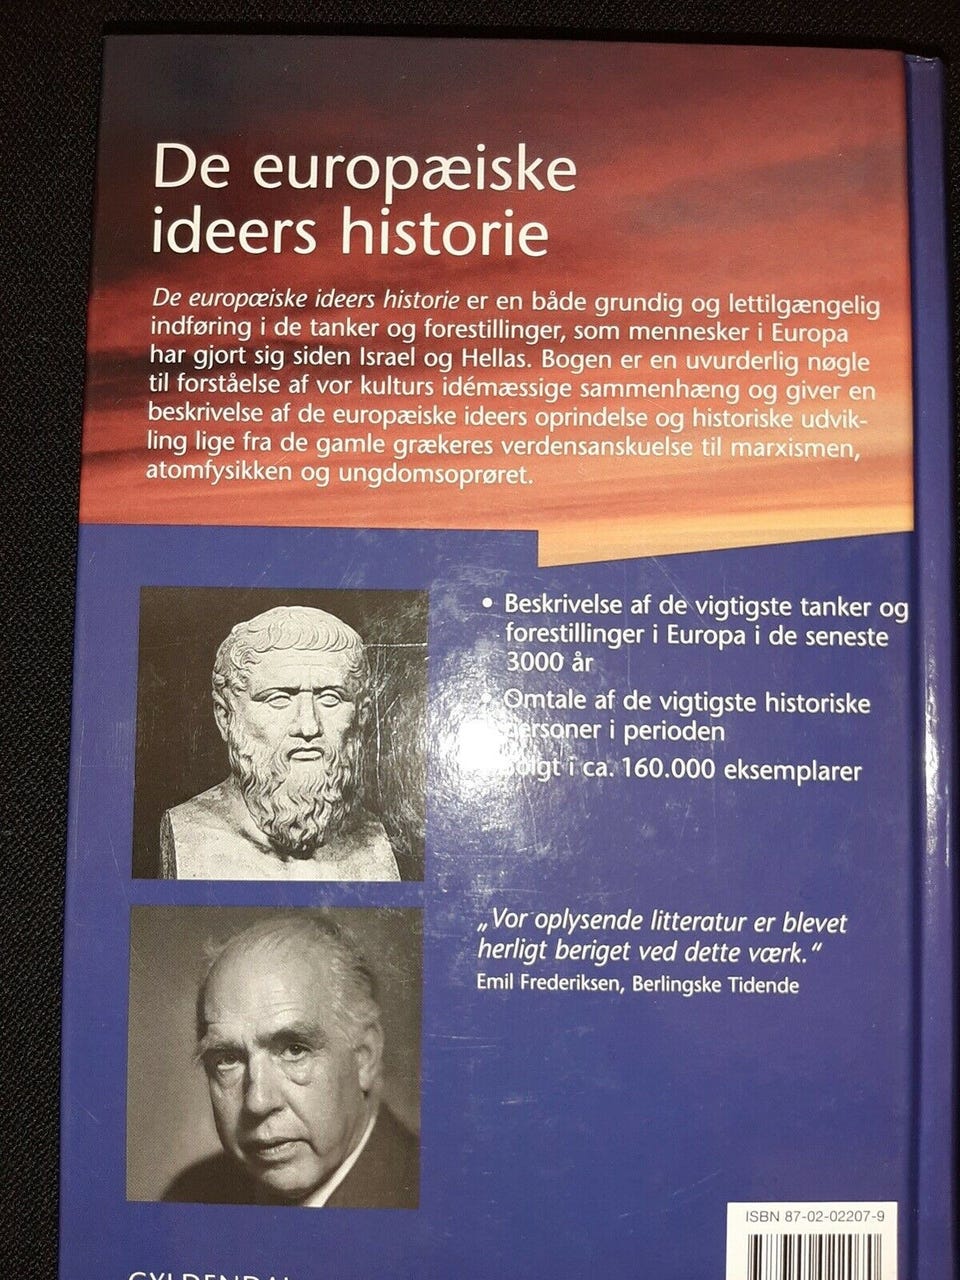 De europæiske
ideers historie
De europæiske ideers historie er en både grundig og lettilgængelig
indføring i de tanker og forestillinger, som mennesker i Europa
har gjort sig siden Israel og Hellas. Bogen er en uvurderlig nøgle
til forståelse af vor kulturs idémæssige sammenhæng og giver en
beskrivelse af de europæiske ideers oprindelse og historiske udvik-
ling lige fra de gamle grækeres verdensanskuelse til marxismen,
atomfysikken og ungdomsoprøret.
• Beskrivelse af de vigtigste tanker og
forestillinger i Europa i de seneste
3000 år
• Omtale af de vigtigste historiske
personer i perioden
Solgt i ca. 160.000 eksemplarer
„Vor oplysende litteratur er blevet
herligt beriget ved dette værk.“
Emil Frederiksen, Berlingske Tidende
ISBN 87-02-02207-9
GYLDENDAL